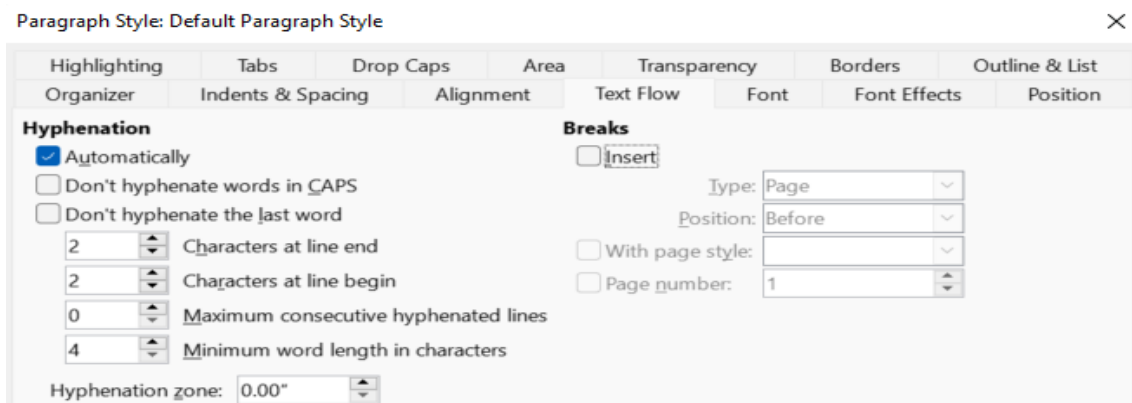 Paragraph Style: Default Paragraph Style
Highlighting Tabs Drop Caps Area Transparency Borders Outline & List
Organizer Indents & Spacing Alignment Text Flow Font Font Effects Position
Hyphenation
Automatically
Don't hyphenate words in CAPS
Don't hyphenate the last word
2 Characters at line end
2 Characters at line begin
0 Maximum consecutive hyphenated lines
4 Minimum word length in characters
Hyphenation zone: 0.00"
Breaks
Insert
Type: Page
Position: Before
With page style:
Page number: 1